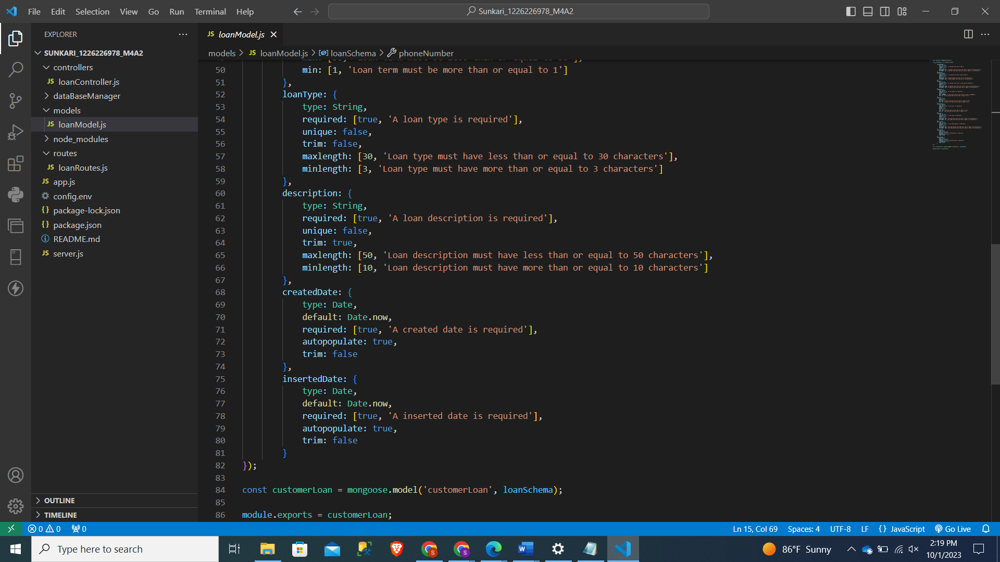 File Edit Selection View Go Run Terminal Help
Sunkari_1226226978_M4A2
EXPLORER
SUNKARI_1226226978_M4A2
controllers
JS loanController.js
dataBaseManager
models
JS loanModel.js
node_modules
routes
JS loanRoutes.js
JS app.js
config.env
{} package-lock.json
{} package.json
README.md
JS server.js
OUTLINE
TIMELINE
JS loanModel.js
models > JS loanModel.js > loanSchema > phoneNumber
50 min: [1, 'Loan term must be more than or equal to 1']
51 },
52 loanType: {
53 type: String,
54 required: [true, 'A loan type is required'],
55 unique: false,
56 trim: false,
57 maxlength: [30, 'Loan type must have less than or equal to 30 characters'],
58 minlength: [3, 'Loan type must have more than or equal to 3 characters']
59 },
60 description: {
61 type: String,
62 required: [true, 'A loan description is required'],
63 unique: false,
64 trim: true,
65 maxlength: [50, 'Loan description must have less than or equal to 50 characters'],
66 minlength: [10, 'Loan description must have more than or equal to 10 characters']
67 },
68 createdDate: {
69 type: Date,
70 default: Date.now,
71 required: [true, 'A created date is required'],
72 autopopulate: true,
73 trim: false
74 },
75 insertedDate: {
76 type: Date,
77 default: Date.now,
78 required: [true, 'A inserted date is required'],
79 autopopulate: true,
80 trim: false
81 }
82 });
83
84 const customerLoan = mongoose.model('customerLoan', loanSchema);
85
86 module.exports = customerLoan;
0 0 0
Ln 15, Col 69 Spaces: 4 UTF-8 LF {} JavaScript Go Live
Type here to search
86°F Sunny
2:19 PM
10/1/2023